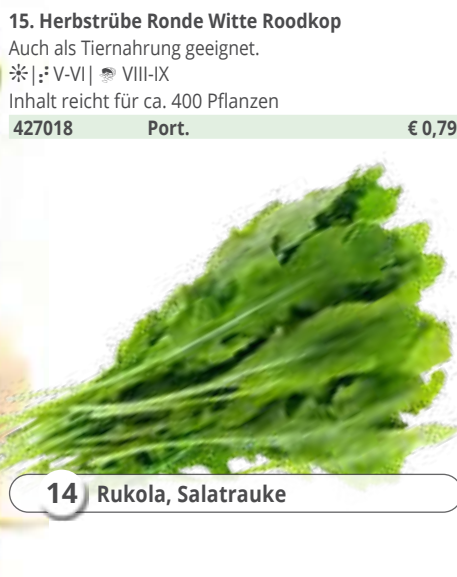 15. Herbstrübe Ronde Witte Roodkop
Auch als Tiernahrung geeignet.
| V-VI | VIII-IX
Inhalt reicht für ca. 400 Pflanzen
427018 Port. € 0,79
14 Rukola, Salatrauke